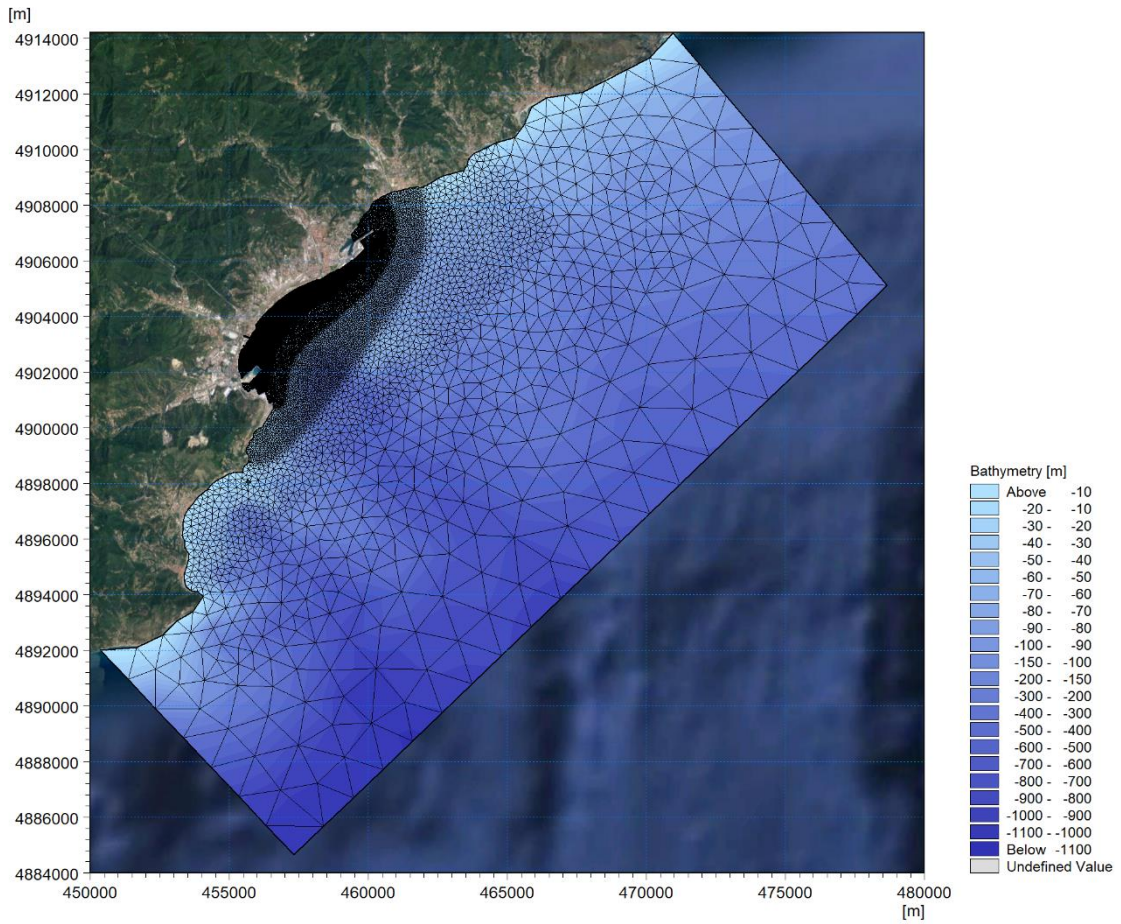 [m]
4914000
4912000
4910000
4908000
4906000
4904000
4902000
4900000
4898000
4896000
4894000
4892000
4890000
4888000
4886000
4884000
450000 455000 460000 465000 470000 475000 480000
[m]
Bathymetry [m]
Above -10
-20 - -10
-30 - -20
-40 - -30
-50 - -40
-60 - -50
-70 - -60
-80 - -70
-90 - -80
-100 - -90
-150 - -100
-200 - -150
-300 - -200
-400 - -300
-500 - -400
-600 - -500
-700 - -600
-800 - -700
-900 - -800
-1000 - -900
-1100 - -1000
Below -1100
Undefined Value